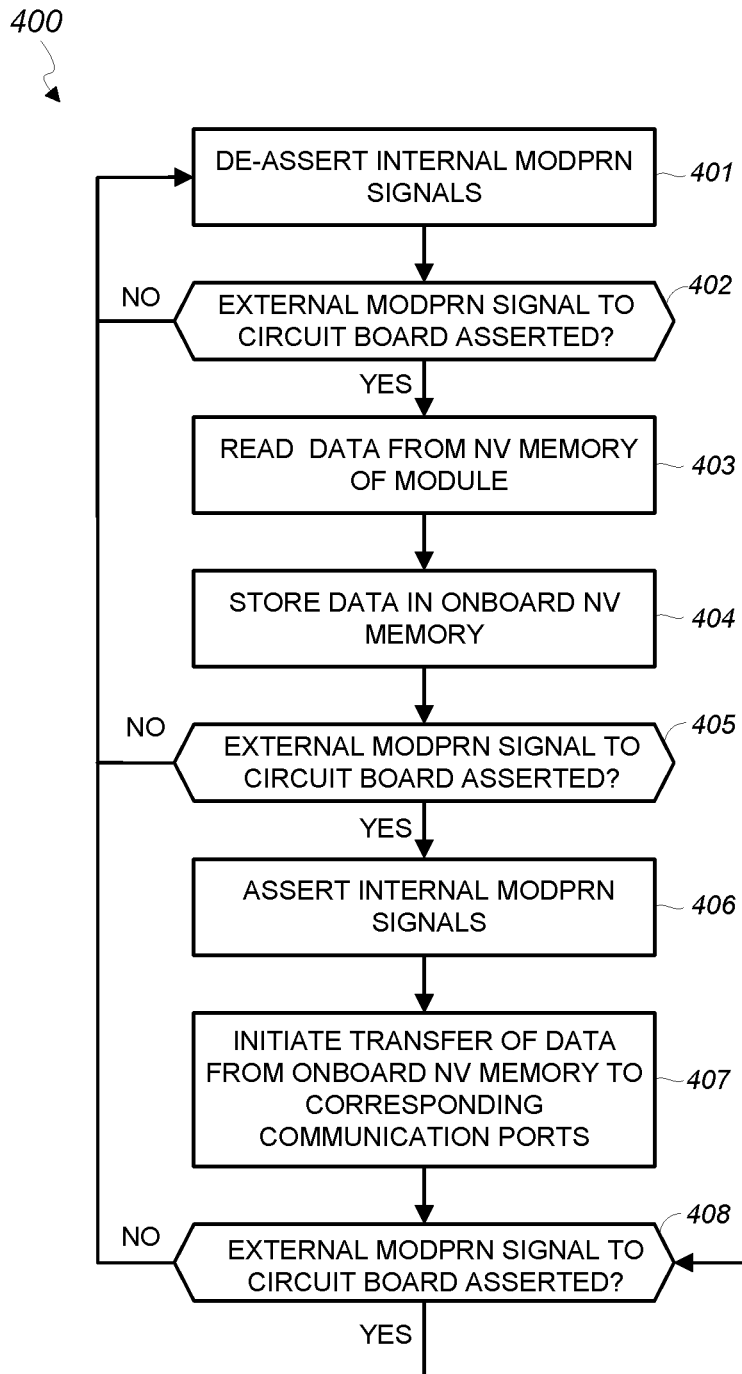 400
DE-ASSERT INTERNAL MODPRN
SIGNALS
401
NO
EXTERNAL MODPRN SIGNAL TO
CIRCUIT BOARD ASSERTED?
402
YES
READ DATA FROM NV MEMORY
OF MODULE
403
STORE DATA IN ONBOARD NV
MEMORY
404
NO
EXTERNAL MODPRN SIGNAL TO
CIRCUIT BOARD ASSERTED?
405
YES
ASSERT INTERNAL MODPRN
SIGNALS
406
INITIATE TRANSFER OF DATA
FROM ONBOARD NV MEMORY TO
CORRESPONDING
COMMUNICATION PORTS
407
NO
EXTERNAL MODPRN SIGNAL TO
CIRCUIT BOARD ASSERTED?
408
YES